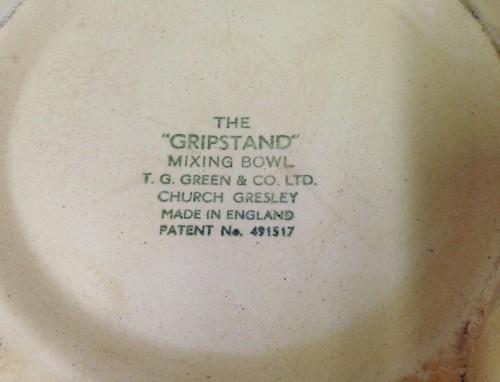 THE
"GRIPSTAND"
MIXING BOWL
T. G. GREEN & CO. LTD.
CHURCH GRESLEY
MADE IN ENGLAND
PATENT No. 491517